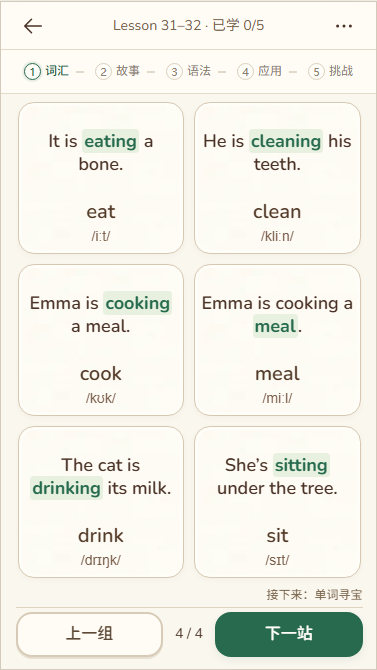 Lesson 31–32 · 已学 0/5
1 词汇 – 2 故事 – 3 语法 – 4 应用 – 5 挑战
It is eating a
bone.
eat
/iːt/
He is cleaning his
teeth.
clean
/kliːn/
Emma is cooking
a meal.
cook
/kʊk/
Emma is cooking a
meal.
meal
/miːl/
The cat is
drinking its milk.
drink
/drɪŋk/
She’s sitting
under the tree.
sit
/sɪt/
接下来：单词寻宝
上一组
4 / 4
下一站